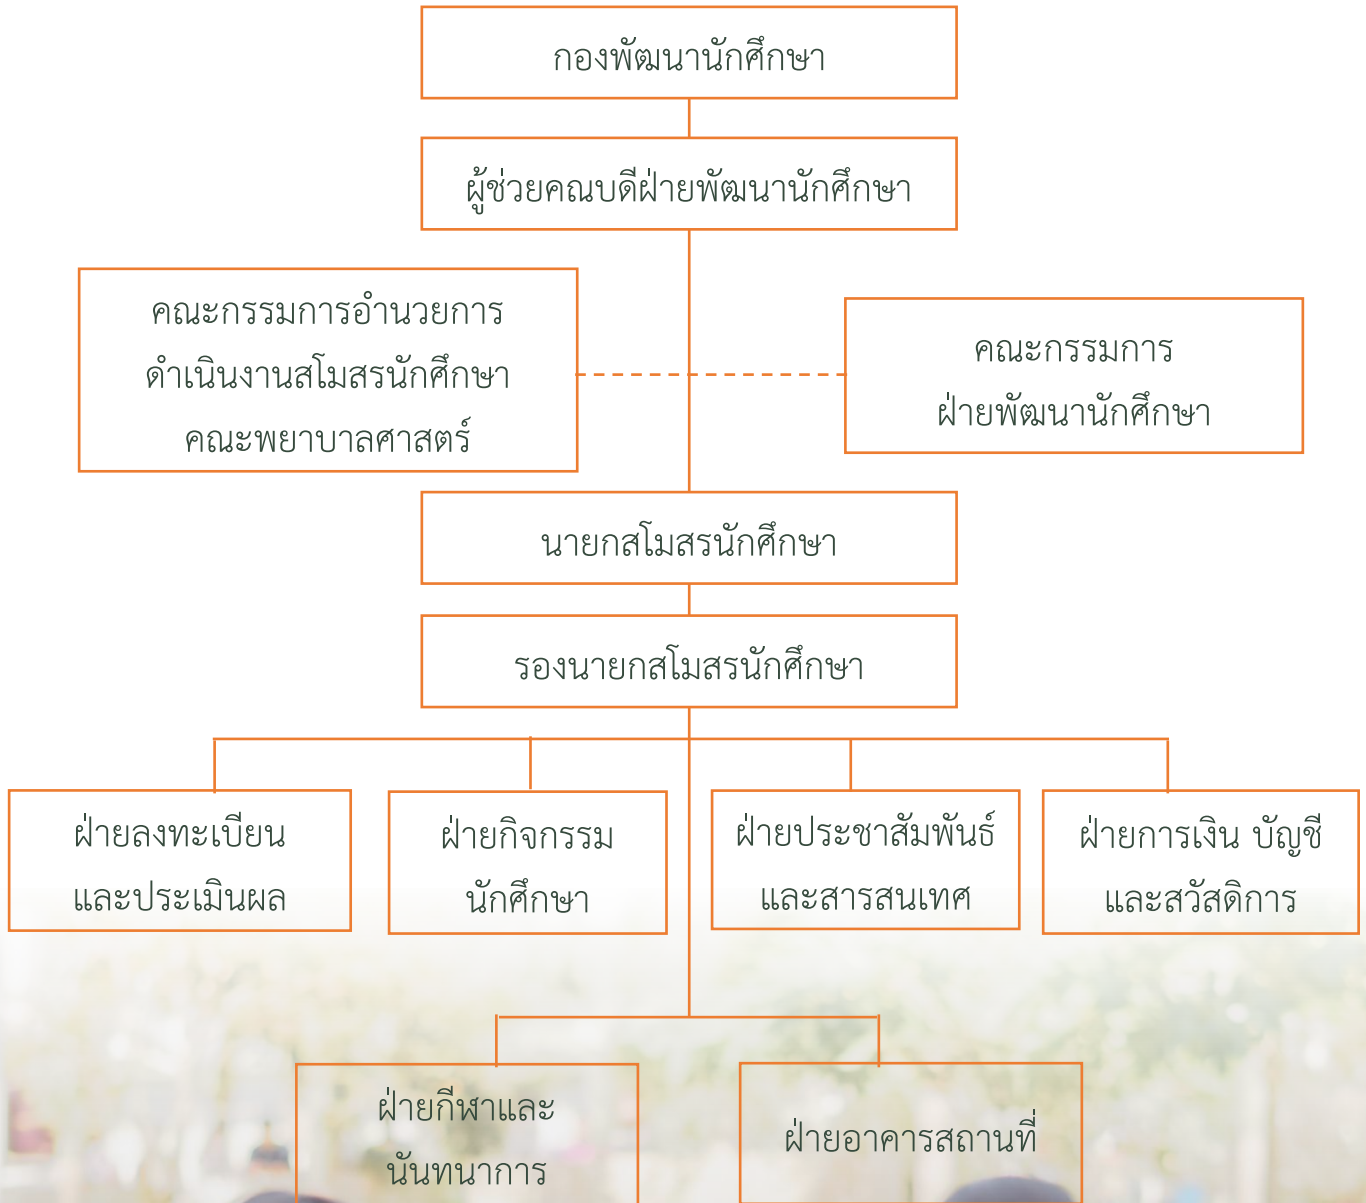 กองพัฒนานักศึกษา
ผู้ช่วยคณบดีฝ่ายพัฒนานักศึกษา
คณะกรรมการอำนวยการ
ดำเนินงานสโมสรนักศึกษา
คณะพยาบาลศาสตร์
คณะกรรมการ
ฝ่ายพัฒนานักศึกษา
นายกสโมสรนักศึกษา
รองนายกสโมสรนักศึกษา
ฝ่ายลงทะเบียน
และประเมินผล
ฝ่ายกิจกรรม
นักศึกษา
ฝ่ายประชาสัมพันธ์
และสารสนเทศ
ฝ่ายการเงิน บัญชี
และสวัสดิการ
ฝ่ายกีฬาและ
นันทนาการ
ฝ่ายอาคารสถานที่